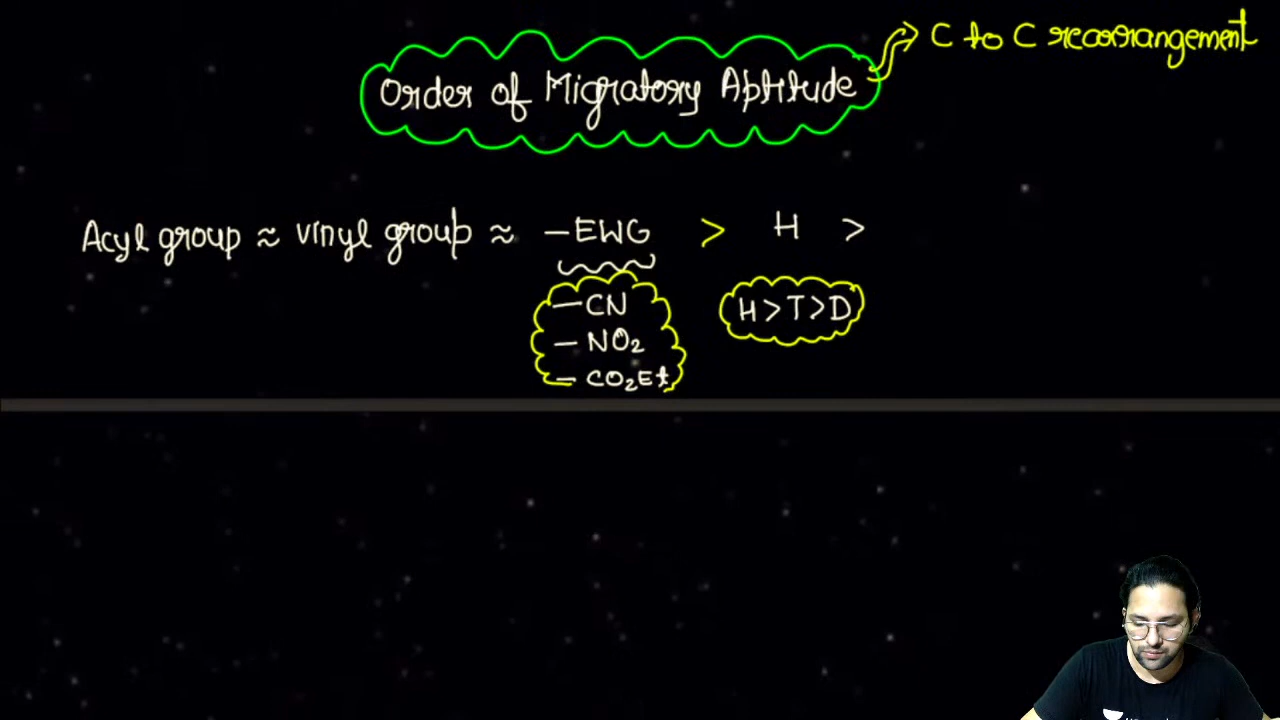 C to C rearrangement
Order of Migratory Aptitude
Acyl group ≈ vinyl group ≈ —EWG > H >
—CN
H>T>D
—NO₂
—CO₂Et